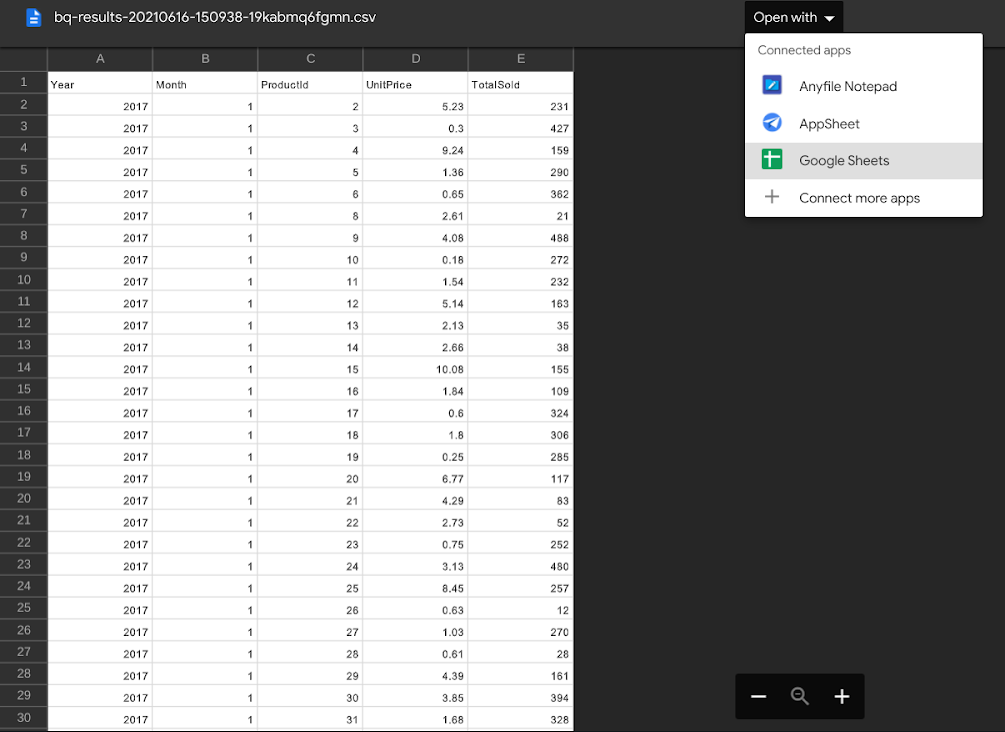 bq-results-20210616-150938-19kabmq6fgmn.csv
Open with
Connected apps
Anyfile Notepad
AppSheet
Google Sheets
Connect more apps
A B C D E
1 Year Month ProductId UnitPrice TotalSold
2 2017 1 2 5.23 231
3 2017 1 3 0.3 427
4 2017 1 4 9.24 159
5 2017 1 5 1.36 290
6 2017 1 6 0.65 362
7 2017 1 8 2.61 21
8 2017 1 9 4.08 488
9 2017 1 10 0.18 272
10 2017 1 11 1.54 232
11 2017 1 12 5.14 163
12 2017 1 13 2.13 35
13 2017 1 14 2.66 38
14 2017 1 15 10.08 155
15 2017 1 16 1.84 109
16 2017 1 17 0.6 324
17 2017 1 18 1.8 306
18 2017 1 19 0.25 285
19 2017 1 20 6.77 117
20 2017 1 21 4.29 83
21 2017 1 22 2.73 52
22 2017 1 23 0.75 252
23 2017 1 24 3.13 480
24 2017 1 25 8.45 257
25 2017 1 26 0.63 12
26 2017 1 27 1.03 270
27 2017 1 28 0.61 28
28 2017 1 29 4.39 161
29 2017 1 30 3.85 394
30 2017 1 31 1.68 328